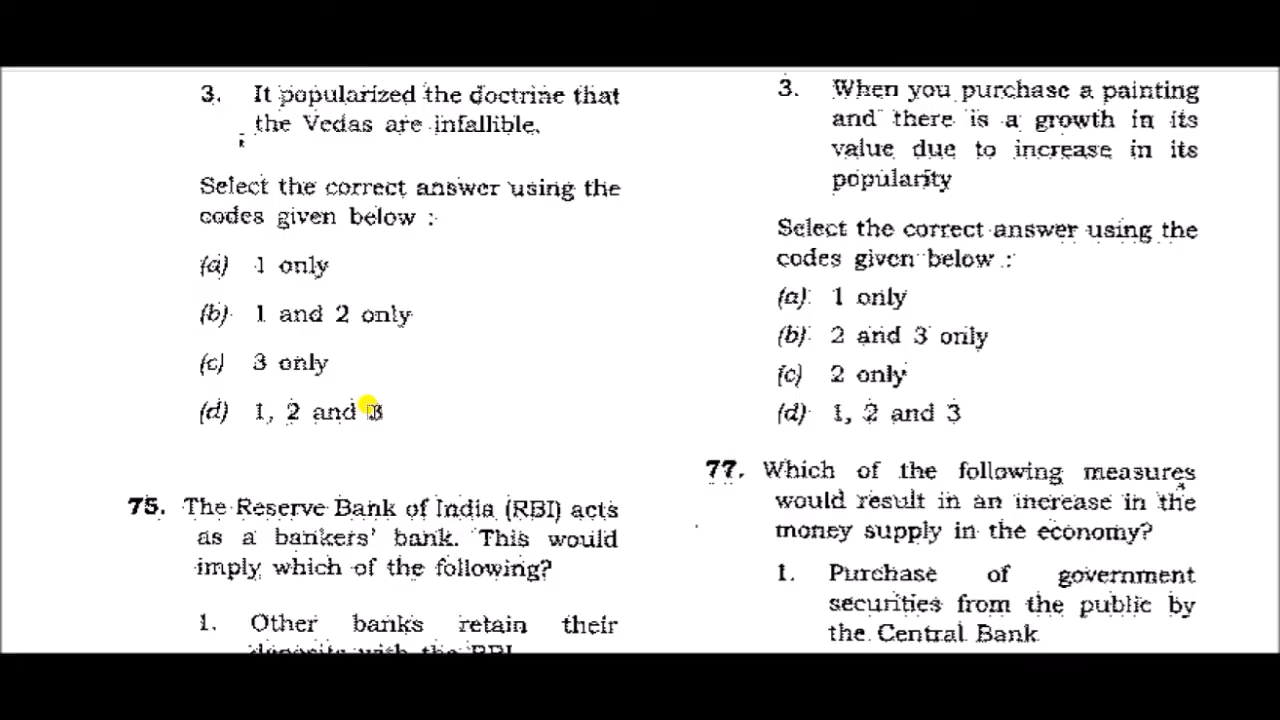 3. It popularized the doctrine that
the Vedas are infallible.
Select the correct answer using the
codes given below :
(a) 1 only
(b) 1 and 2 only
(c) 3 only
(d) 1, 2 and 3
75. The Reserve Bank of India (RBI) acts
as a bankers' bank. This would
imply which of the following?
1. Other banks retain their
deposits with the RBI.
3. When you purchase a painting
and there is a growth in its
value due to increase in its
popularity
Select the correct answer using the
codes given below :
(a) 1 only
(b) 2 and 3 only
(c) 2 only
(d) 1, 2 and 3
77. Which of the following measures
would result in an increase in the
money supply in the economy?
1. Purchase of government
securities from the public by
the Central Bank